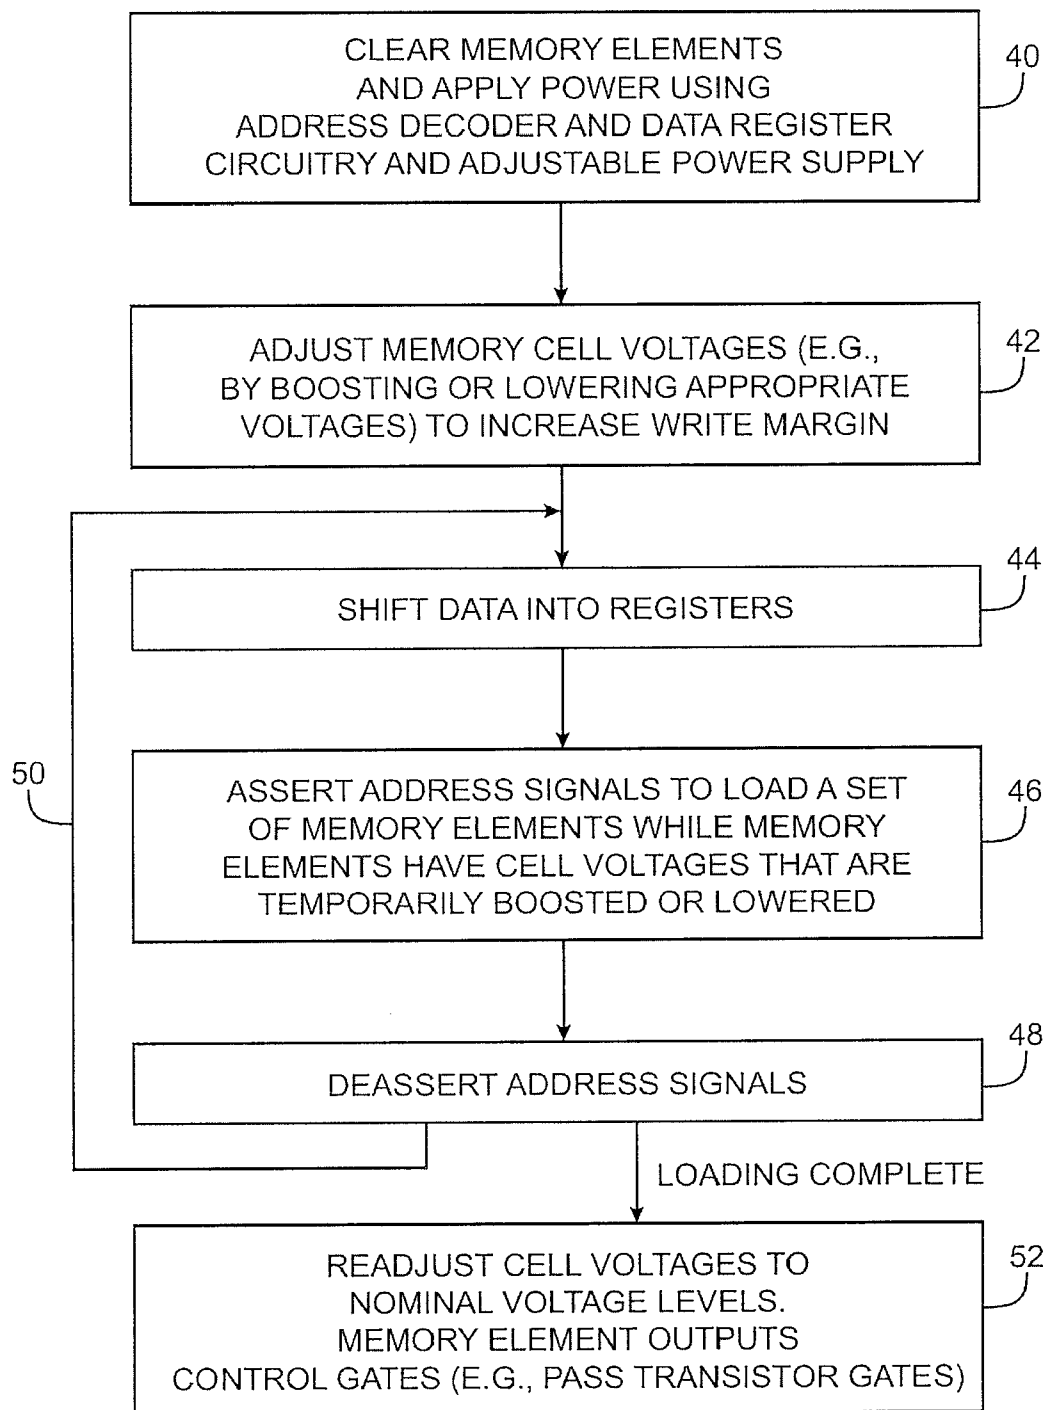 CLEAR MEMORY ELEMENTS
AND APPLY POWER USING
ADDRESS DECODER AND DATA REGISTER
CIRCUITRY AND ADJUSTABLE POWER SUPPLY
40
ADJUST MEMORY CELL VOLTAGES (E.G.,
BY BOOSTING OR LOWERING APPROPRIATE
VOLTAGES) TO INCREASE WRITE MARGIN
42
SHIFT DATA INTO REGISTERS
44
50
ASSERT ADDRESS SIGNALS TO LOAD A SET
OF MEMORY ELEMENTS WHILE MEMORY
ELEMENTS HAVE CELL VOLTAGES THAT ARE
TEMPORARILY BOOSTED OR LOWERED
46
DEASSERT ADDRESS SIGNALS
48
LOADING COMPLETE
READJUST CELL VOLTAGES TO
NOMINAL VOLTAGE LEVELS.
MEMORY ELEMENT OUTPUTS
CONTROL GATES (E.G., PASS TRANSISTOR GATES)
52